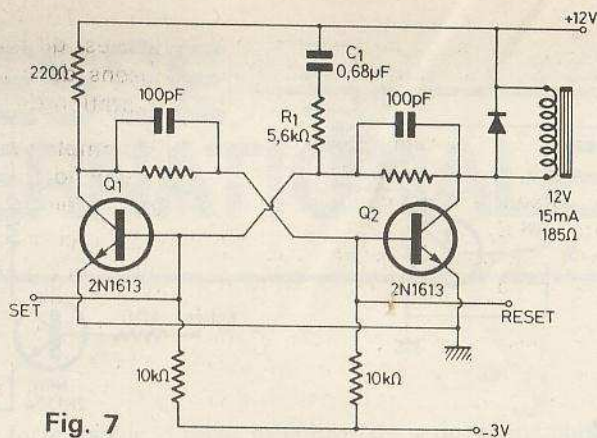 +12V
220Ω
C1
0,68µF
100pF
R1
5,6kΩ
100pF
Q1
Q2
12V
15mA
185Ω
2N1613
2N1613
SET
RESET
10kΩ
10kΩ
-3V
Fig. 7